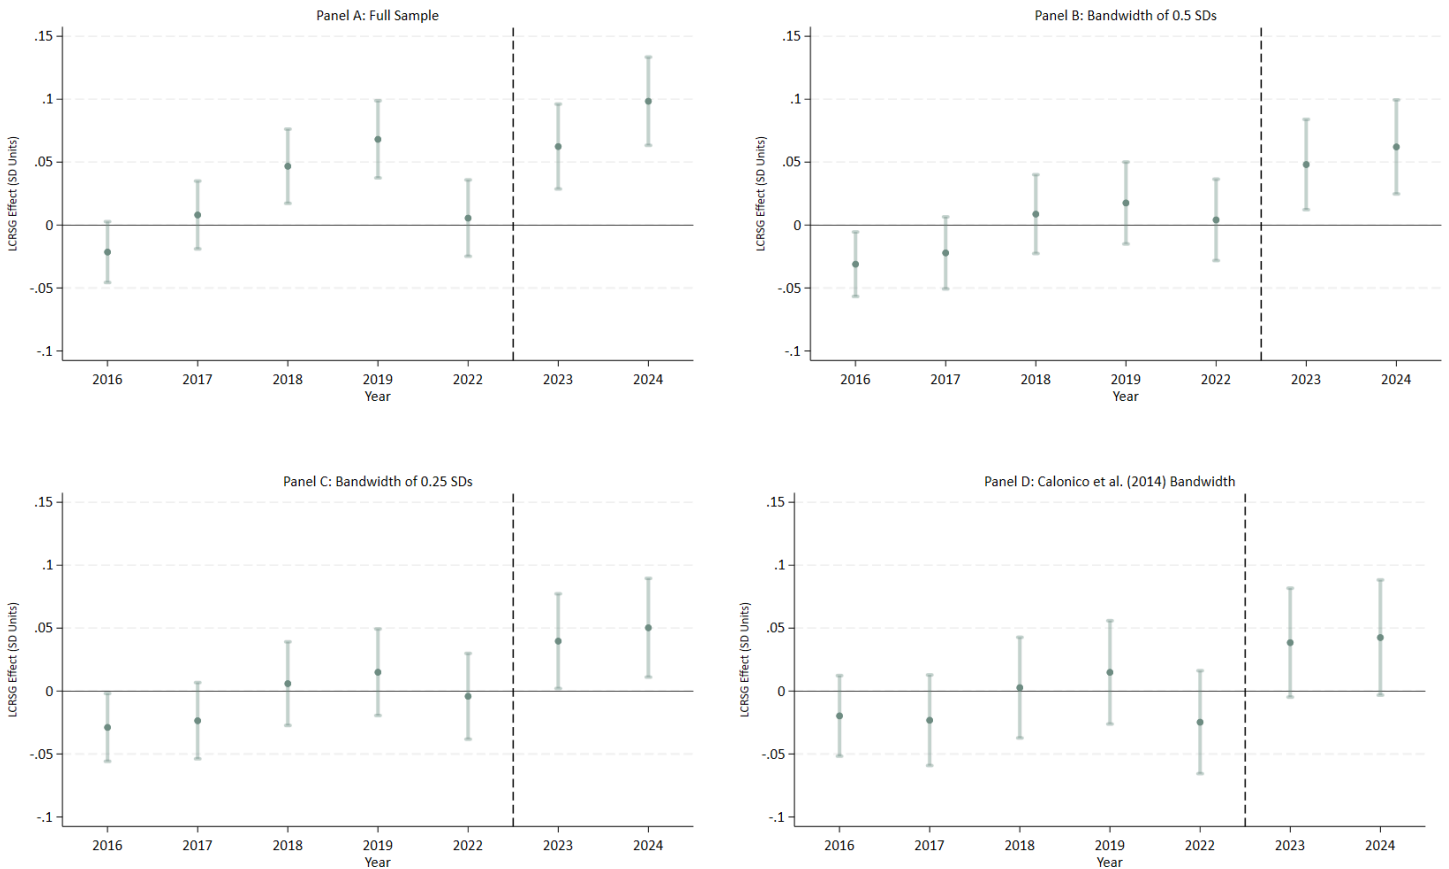 Panel A: Full Sample
LCRSG Effect (SD Units)
.15
.1
.05
0
-.05
-.1
2016 2017 2018 2019 2022 2023 2024
Year
Panel B: Bandwidth of 0.5 SDs
LCRSG Effect (SD Units)
.15
.1
.05
0
-.05
-.1
2016 2017 2018 2019 2022 2023 2024
Year
Panel C: Bandwidth of 0.25 SDs
LCRSG Effect (SD Units)
.15
.1
.05
0
-.05
-.1
2016 2017 2018 2019 2022 2023 2024
Year
Panel D: Calonico et al. (2014) Bandwidth
LCRSG Effect (SD Units)
.15
.1
.05
0
-.05
-.1
2016 2017 2018 2019 2022 2023 2024
Year